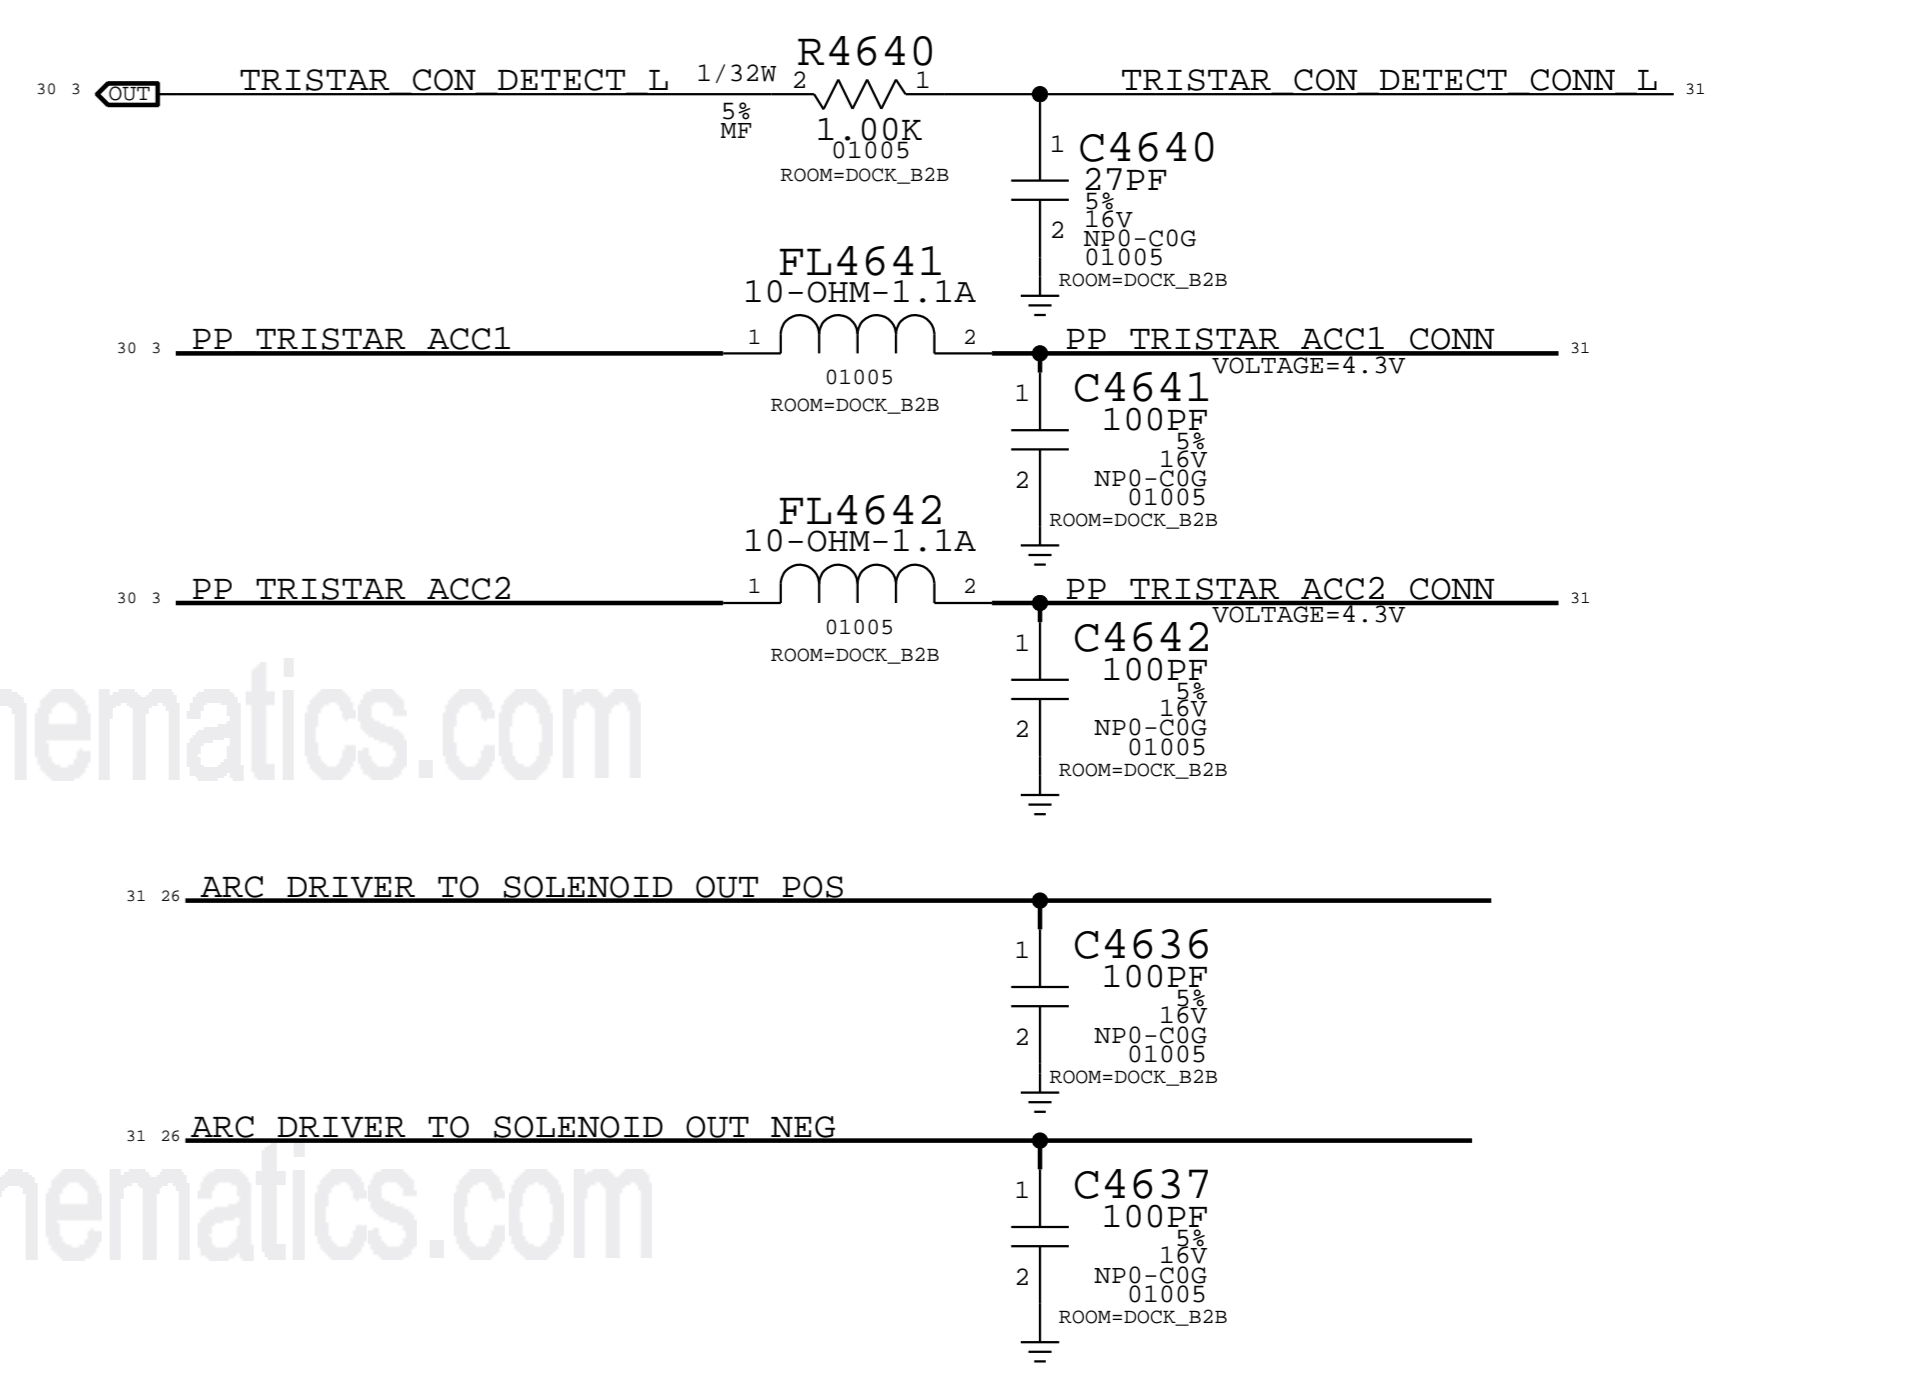 R4640
30 3 OUT TRISTAR_CON_DETECT_L 1/32W 2 1 TRISTAR_CON_DETECT_CONN_L 31
5%
MF
1.00K
01005
ROOM=DOCK_B2B
1 C4640
27PF
5%
16V
2 NP0-C0G
01005
ROOM=DOCK_B2B
FL4641
10-OHM-1.1A
30 3 PP_TRISTAR_ACC1 1 2 PP_TRISTAR_ACC1_CONN 31
VOLTAGE=4.3V
01005
ROOM=DOCK_B2B
1 C4641
100PF
5%
16V
2 NP0-C0G
01005
ROOM=DOCK_B2B
FL4642
10-OHM-1.1A
30 3 PP_TRISTAR_ACC2 1 2 PP_TRISTAR_ACC2_CONN 31
VOLTAGE=4.3V
01005
ROOM=DOCK_B2B
1 C4642
100PF
5%
16V
2 NP0-C0G
01005
ROOM=DOCK_B2B
hematics.com
31 26 ARC_DRIVER_TO_SOLENOID_OUT_POS
1 C4636
100PF
5%
16V
2 NP0-C0G
01005
ROOM=DOCK_B2B
31 26 ARC_DRIVER_TO_SOLENOID_OUT_NEG
hematics.com
1 C4637
100PF
5%
16V
2 NP0-C0G
01005
ROOM=DOCK_B2B